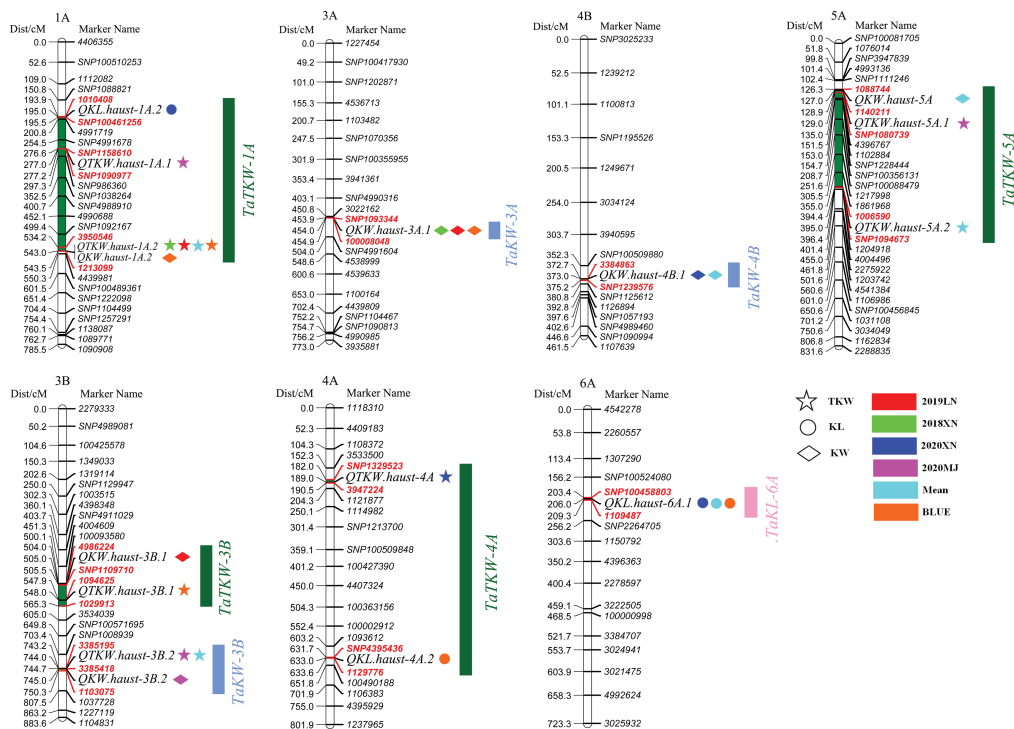 1A
Dist/cM Marker Name
0.0 4406355
52.6 SNP100510253
109.0 1112082
150.8 SNP1088821
193.9 1010408
195.0 QKL.haust-1A.2
195.5 SNP100461256
200.8 4991719
254.5 SNP4991678
276.6 SNP1158610
277.0 QTKW.haust-1A.1
277.2 SNP1090977
297.3 SNP986360
352.5 SNP1038264
400.7 SNP4988910
452.1 4990688
499.4 SNP1092167
534.2 3950546
543.0 QTKW.haust-1A.2
QKW.haust-1A.2
543.5 1213099
550.3 4439981
601.5 SNP100489361
651.4 SNP1222098
704.4 SNP1104499
754.4 SNP1257291
760.1 1138087
762.7 1089771
785.5 1090908
TaTKW-1A
3A
Dist/cM Marker Name
0.0 1227454
49.2 SNP100417930
101.0 SNP1202871
155.3 4536713
200.7 1103482
247.5 SNP1070356
301.9 SNP100355955
353.4 3941361
403.1 SNP4990316
450.8 3022162
453.9 SNP1093344
454.0 QKW.haust-3A.1
454.9 100008048
504.0 SNP4991604
548.6 4538999
600.6 4539633
653.0 1100164
702.4 4439809
SNP1104467
SNP1090813
756.2 4990985
773.0 3935881
TaKW-3A
4B
Dist/cM Marker Name
0.0 SNP3025233
52.5 1239212
101.1 1100813
153.3 SNP1195526
200.5 1249671
254.0 3034124
303.7 3940595
352.3 SNP100509880
372.7 3384863
373.0 QKW.haust-4B.1
375.2 SNP1239576
380.8 SNP1125612
392.8 1126894
397.6 SNP1057193
402.6 SNP4989460
446.6 SNP1090994
461.5 1107639
TaKW-4B
5A
Dist/cM Marker Name
0.0 SNP100081705
51.8 1076014
99.8 SNP3947839
101.4 4993136
102.4 SNP1111246
126.3 1088744
127.0 QKW.haust-5A
128.9 1140211
129.0 QTKW.haust-5A.1
135.0 SNP1080739
151.5 4396767
153.1 1102884
154.7 SNP1228444
208.7 SNP100356131
251.6 SNP100088479
1217998
355.0 1861968
394.4 1006590
395.0 QTKW.haust-5A.2
396.4 SNP1094673
401.4 1204918
455.0 4004496
461.8 2275922
501.6 1203742
560.6 4541384
601.0 1106986
650.6 SNP100456845
701.2 1031108
750.6 3034049
806.8 1162834
831.6 2288835
TaTKW-5A
3B
Dist/cM Marker Name
0.0 2279333
50.2 SNP4989081
104.6 100425578
150.3 1349033
202.6 1319114
250.0 SNP1129947
302.3 1003515
360.1 4398348
403.7 SNP4911029
451.3 4004609
500.1 100093580
504.0 4986224
505.0 QKW.haust-3B.1
505.5 SNP1109710
547.9 1094625
548.0 QTKW.haust-3B.1
565.3 1029913
605.0 3534039
649.8 SNP100571695
703.4 SNP1008939
743.2 3385195
744.0 QTKW.haust-3B.2
744.7 3385418
745.0 QKW.haust-3B.2
750.3 1103075
807.5 1037728
863.2 1227119
883.6 1104831
TaTKW-3B
TaKW-3B
4A
Dist/cM Marker Name
0.0 1118310
52.3 4409183
104.3 1108372
152.3 3533500
182.0 SNP1329523
189.0 QTKW.haust-4A
190.5 3947224
204.3 1121877
250.1 1114982
301.4 SNP1213700
359.1 SNP100509848
401.2 100427390
450.0 4407324
504.3 100363156
552.4 100002912
603.2 1093612
631.7 SNP4395436
633.0 QKL.haust-4A.2
633.6 1129776
651.8 100490188
701.9 1106383
755.0 4395929
801.9 1237965
TaTKW-4A
6A
Dist/cM Marker Name
0.0 4542278
53.8 2260557
113.4 1307290
156.2 SNP100524080
203.4 SNP100458803
206.0 QKL.haust-6A.1
209.3 1109487
256.2 SNP2264705
303.6 1150792
350.2 4396363
400.4 2278597
459.1 3222505
468.5 100000998
521.7 3384707
553.7 3024941
603.9 3021475
658.3 4992624
723.3 3025932
.TaKL-6A
TKW
KL
KW
2019LN
2018XN
2020XN
2020MJ
Mean
BLUE